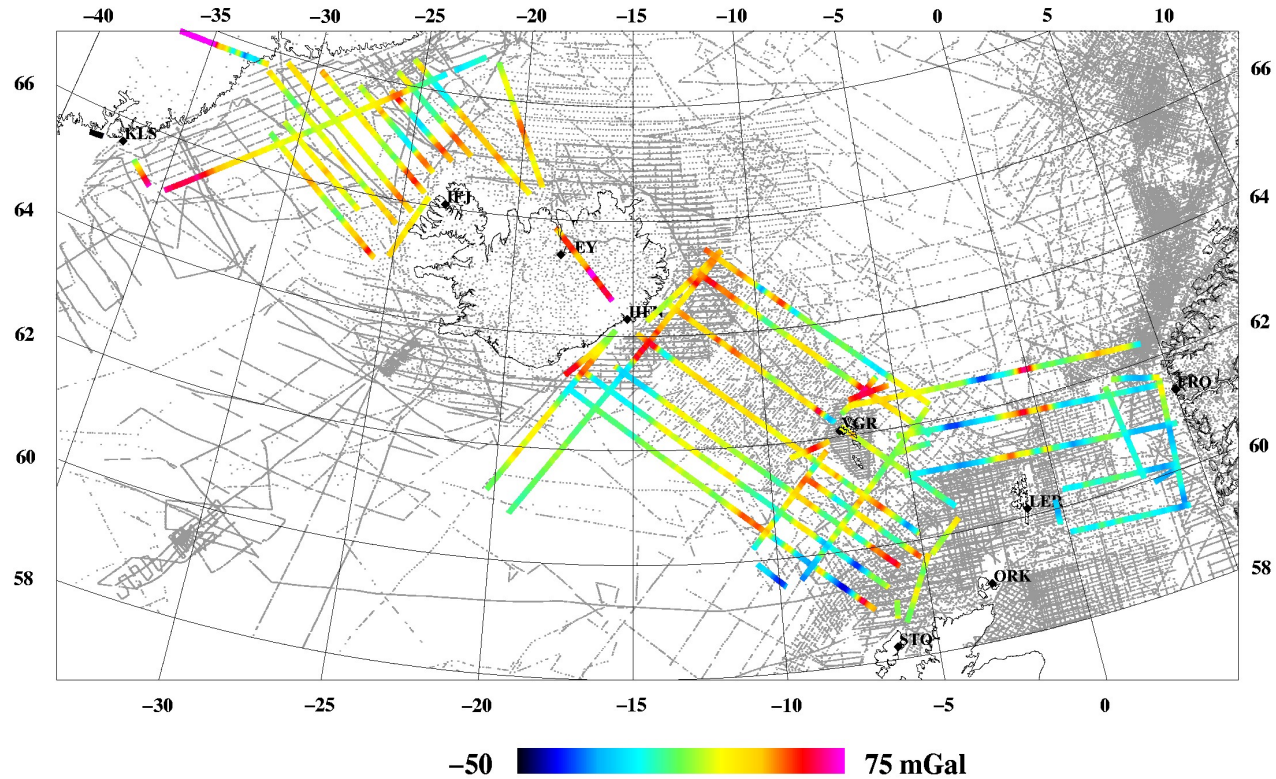 −40 −35 −30 −25 −20 −15 −10 −5 0 5 10
66 66
KLS
64 IFJ 64
EY
HFN
62 62
FRO
VGR
60 60
LER
58 ORK 58
STO
−30 −25 −20 −15 −10 −5 0
−50 75 mGal